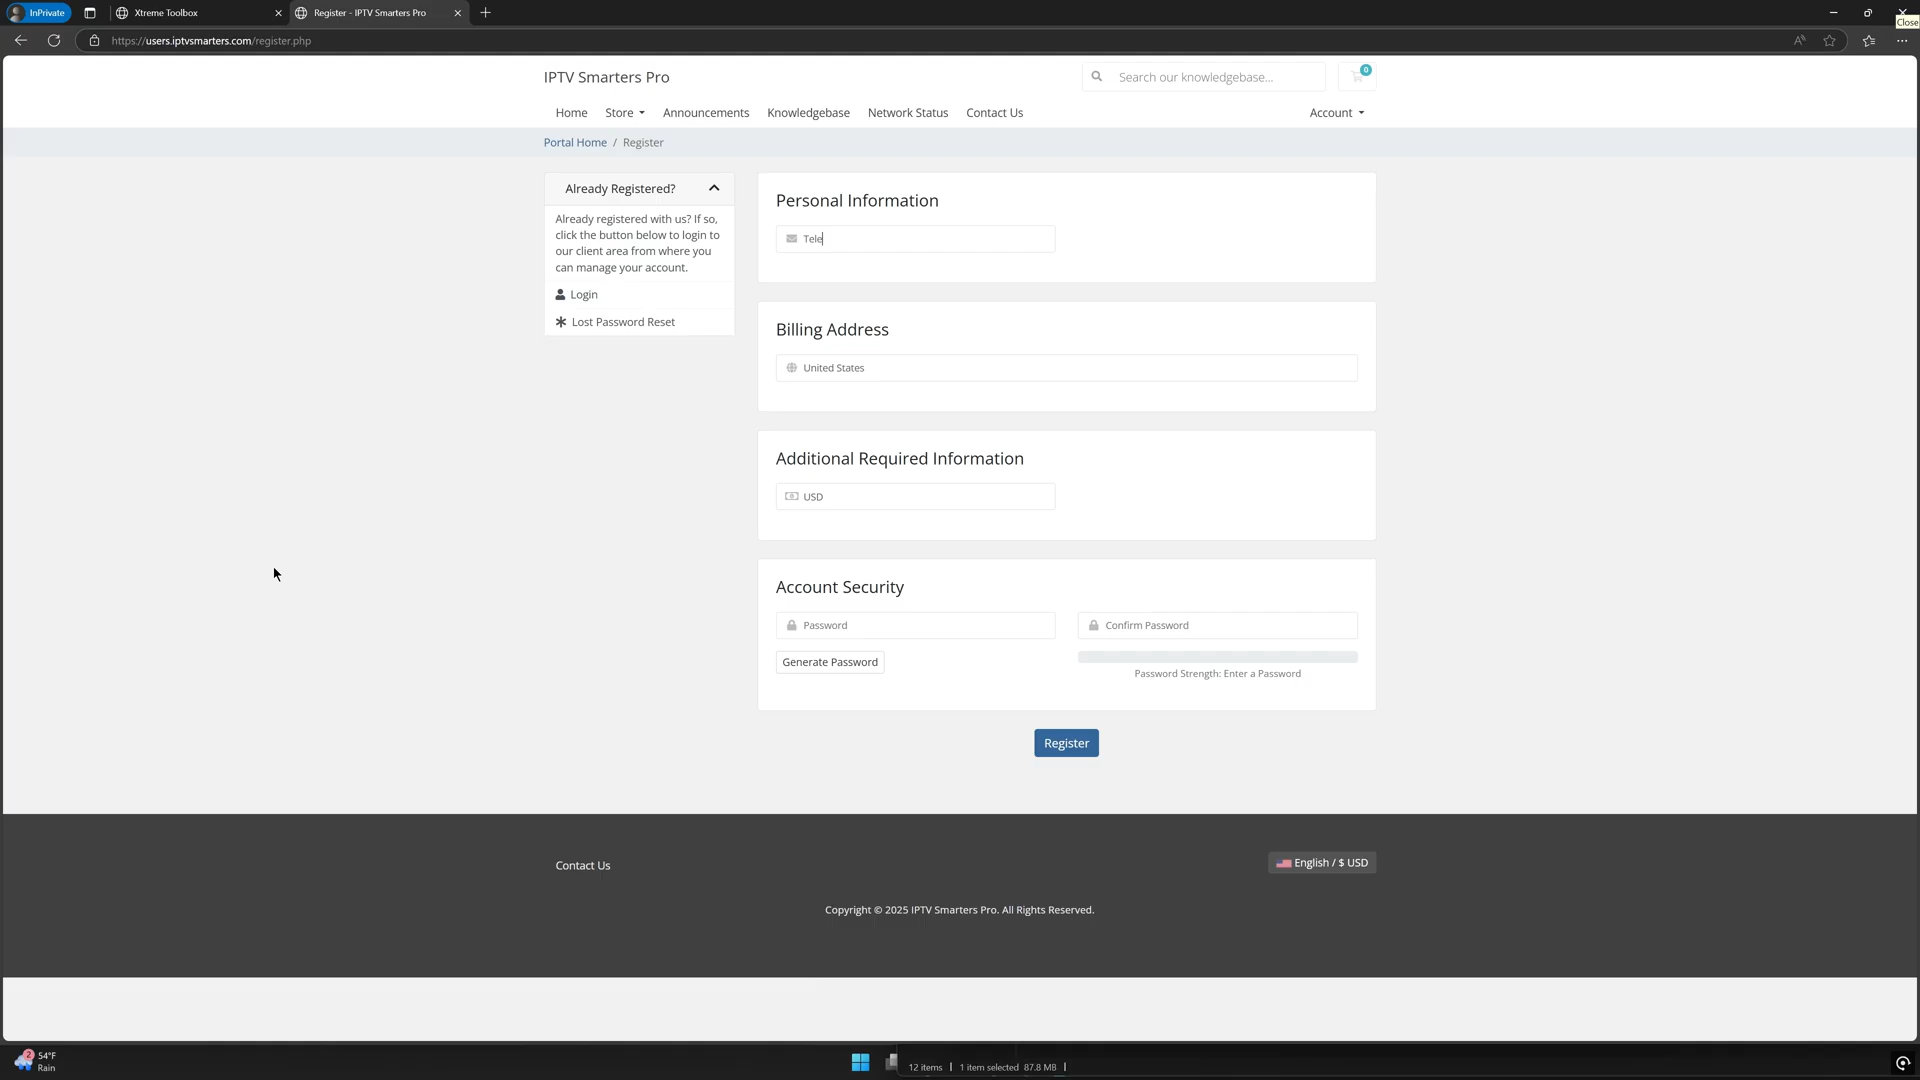 InPrivate
Xtreme Toolbox
Register - IPTV Smarters Pro
Close
https://users.iptvsmarters.com/register.php
IPTV Smarters Pro
Search our knowledgebase...
0
Home
Store
Announcements
Knowledgebase
Network Status
Contact Us
Account
Portal Home / Register
Already Registered?
Already registered with us? If so,
click the button below to login to
our client area from where you
can manage your account.
Login
Lost Password Reset
Personal Information
Tele
Billing Address
United States
Additional Required Information
USD
Account Security
Password
Confirm Password
Generate Password
Password Strength: Enter a Password
Register
Contact Us
English / $ USD
Copyright © 2025 IPTV Smarters Pro. All Rights Reserved.
2
54°F
Rain
12 items | 1 item selected 87.8 MB |